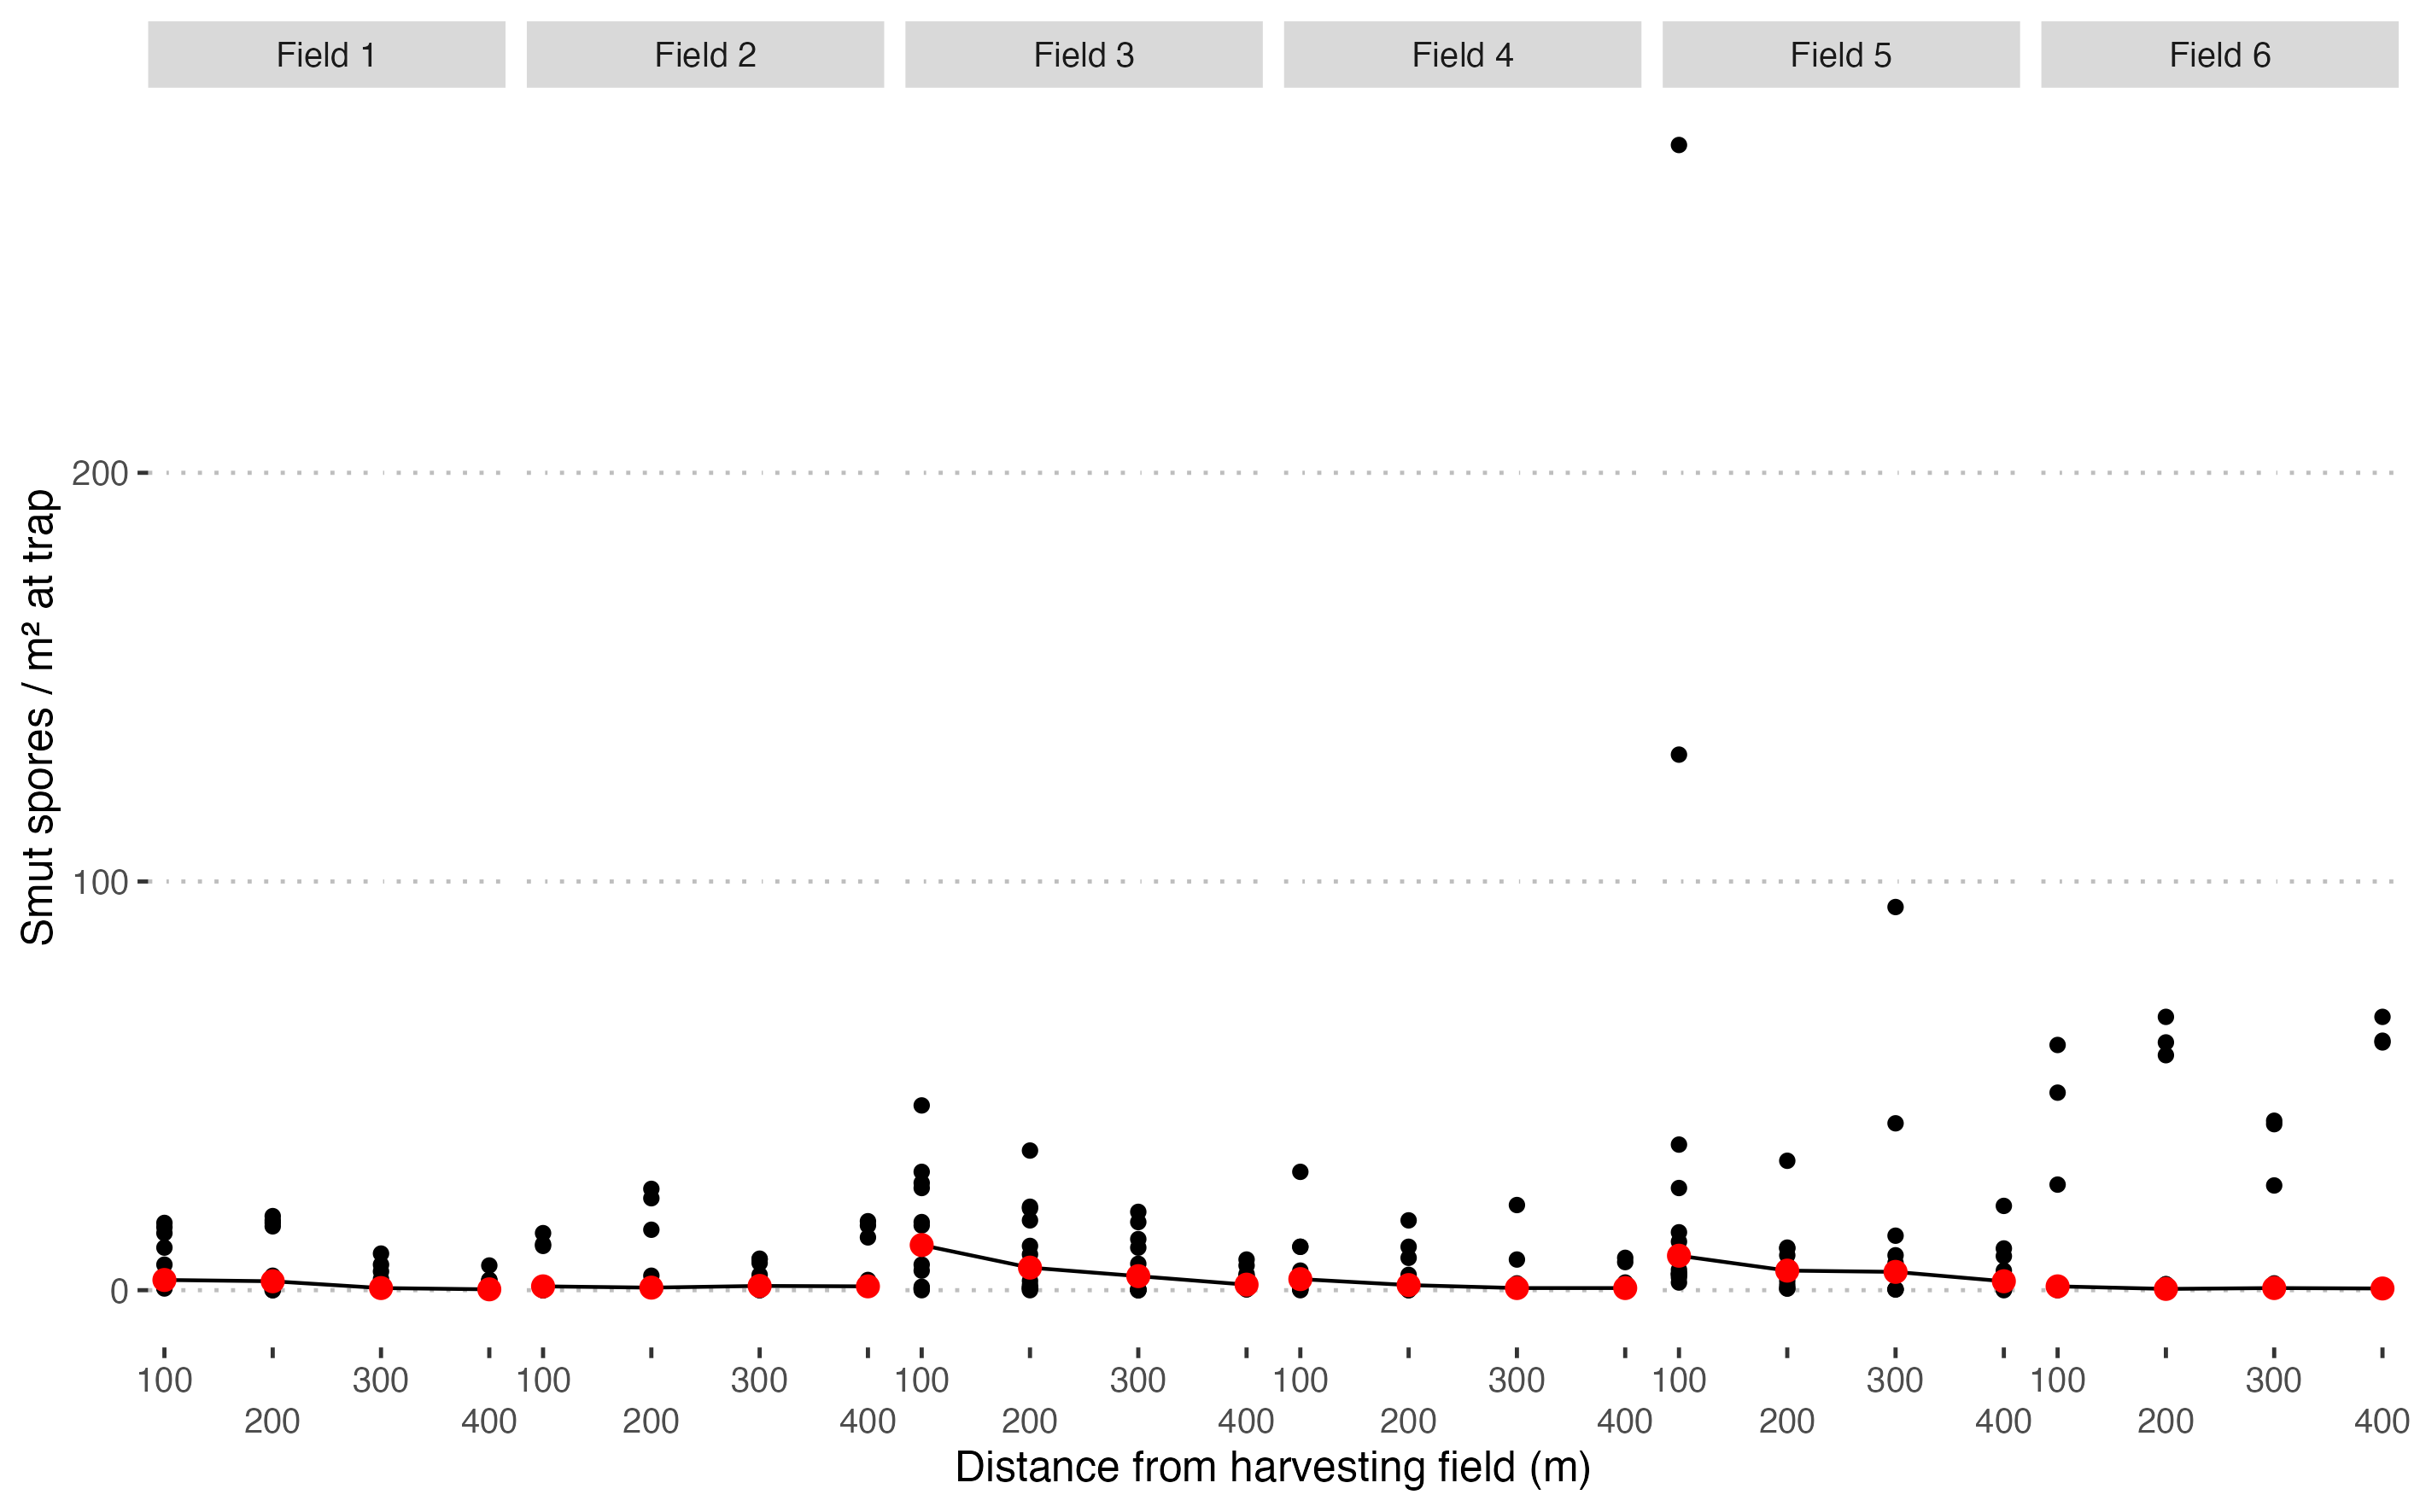 Field 1 Field 2 Field 3 Field 4 Field 5 Field 6
Smut spores / m² at trap
200
100
0
100 300 100 300 100 300 100 300 100 300 100 300
200 400 200 400 200 400 200 400 200 400 200 400
Distance from harvesting field (m)